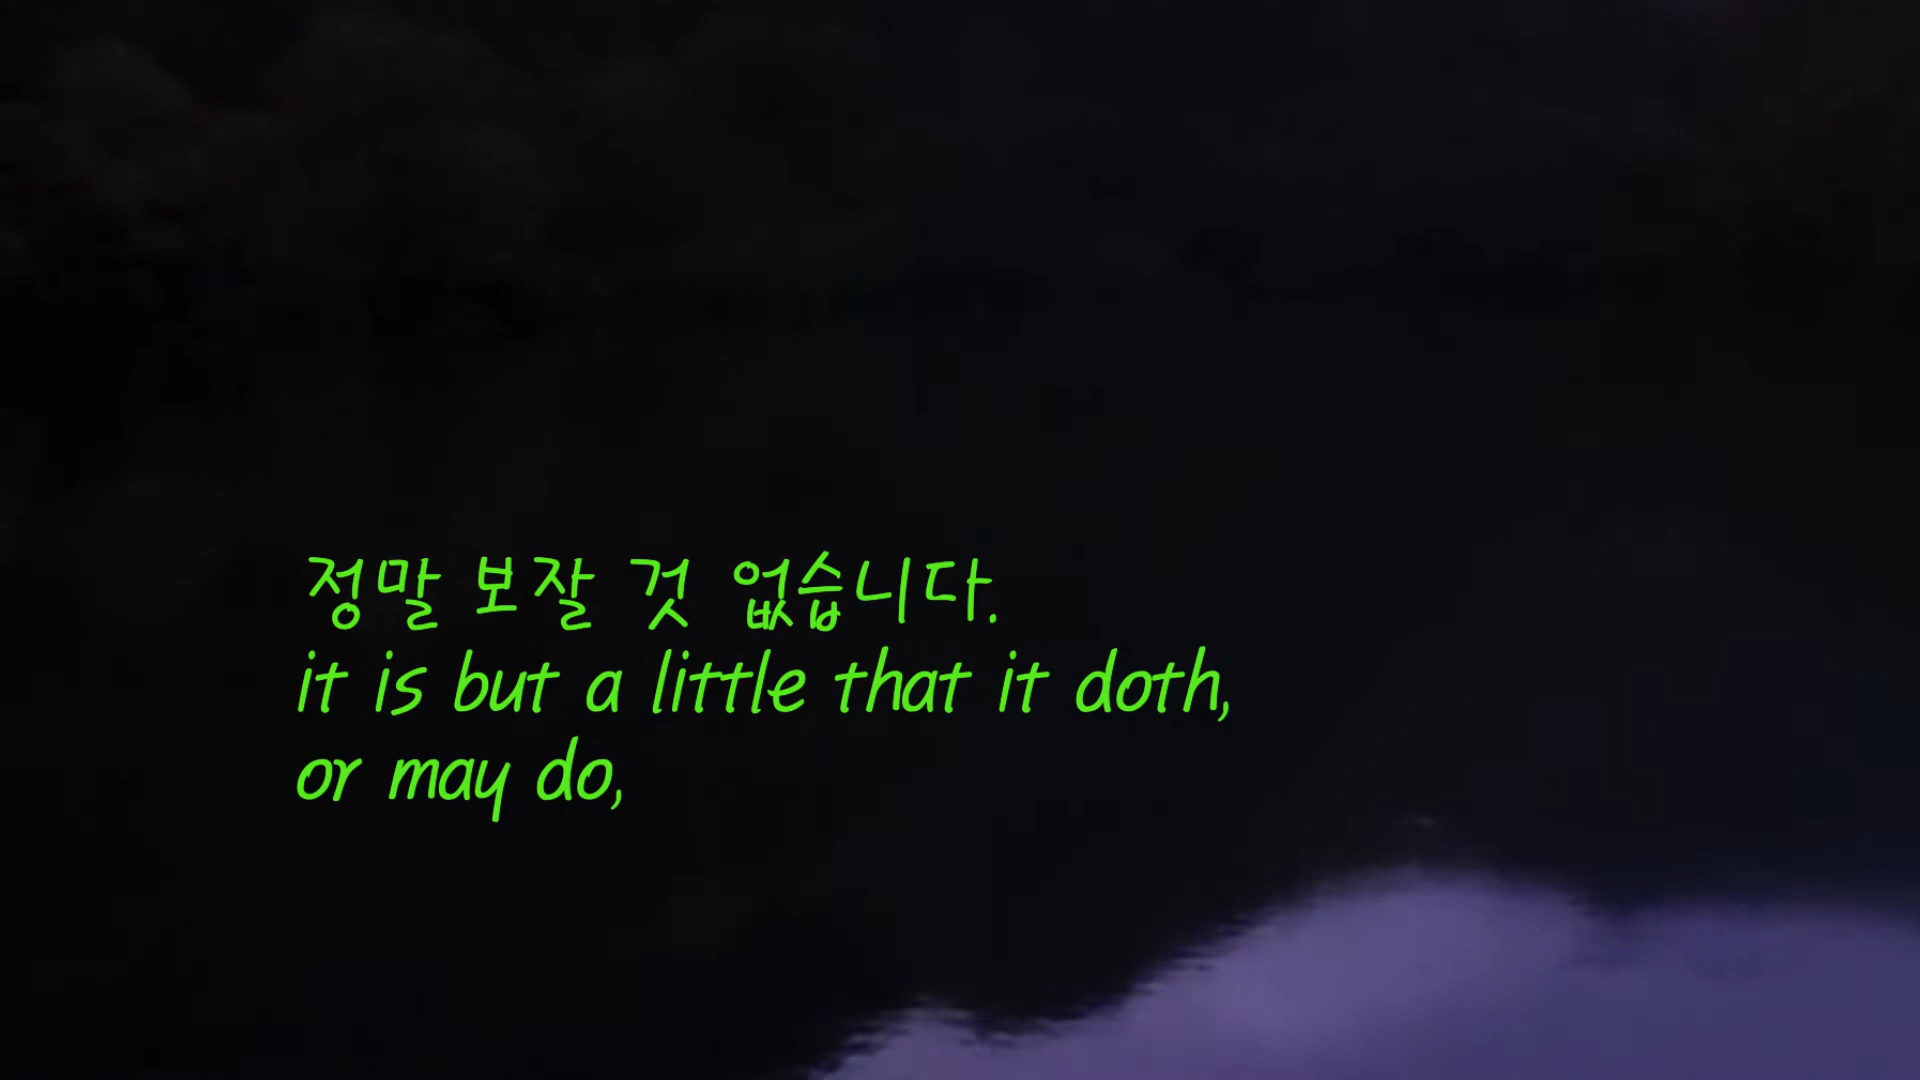 정말 보잘 것 없습니다.
it is but a little that it doth,
or may do,